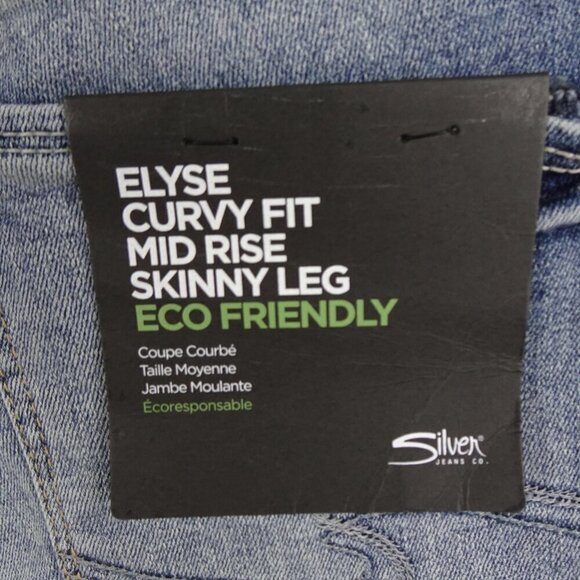 ELYSE
CURVY FIT
MID RISE
SKINNY LEG
ECO FRIENDLY
Coupe Courbé
Taille Moyenne
Jambe Moulante
Écoresponsable
Silver®
JEANS CO.